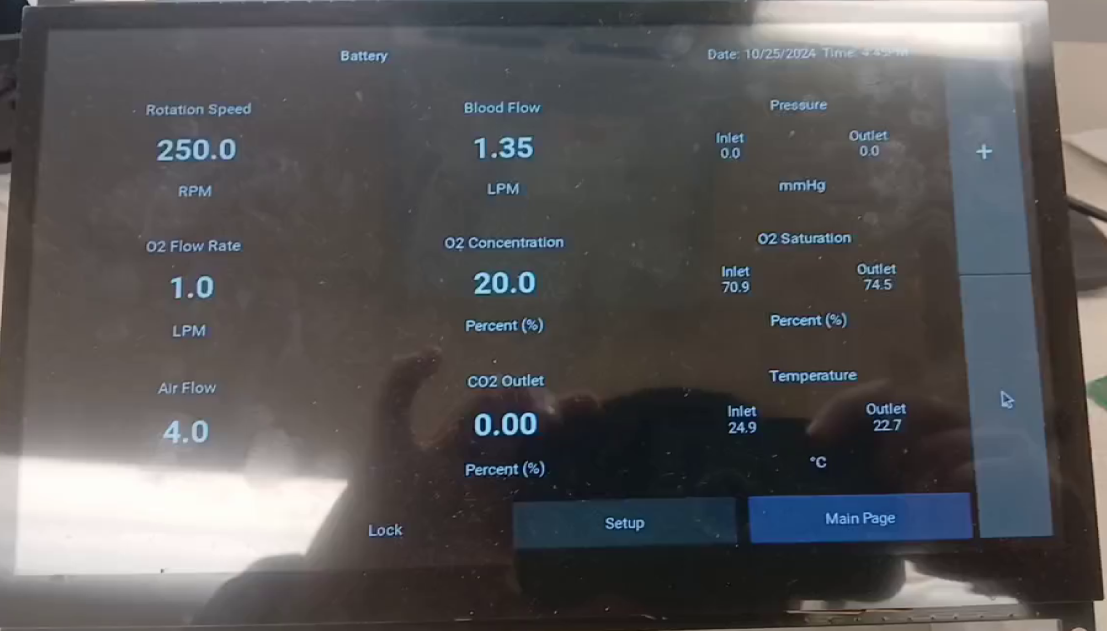 Battery
Date: 10/25/2024 Time: 4:45PM
Rotation Speed
250.0
RPM
Blood Flow
1.35
LPM
Pressure
Inlet Outlet
0.0 0.0
mmHg
+
O2 Flow Rate
1.0
LPM
O2 Concentration
20.0
Percent (%)
O2 Saturation
Inlet Outlet
70.9 74.5
Percent (%)
Air Flow
4.0
CO2 Outlet
0.00
Percent (%)
Temperature
Inlet Outlet
24.9 22.7
°C
Lock
Setup
Main Page